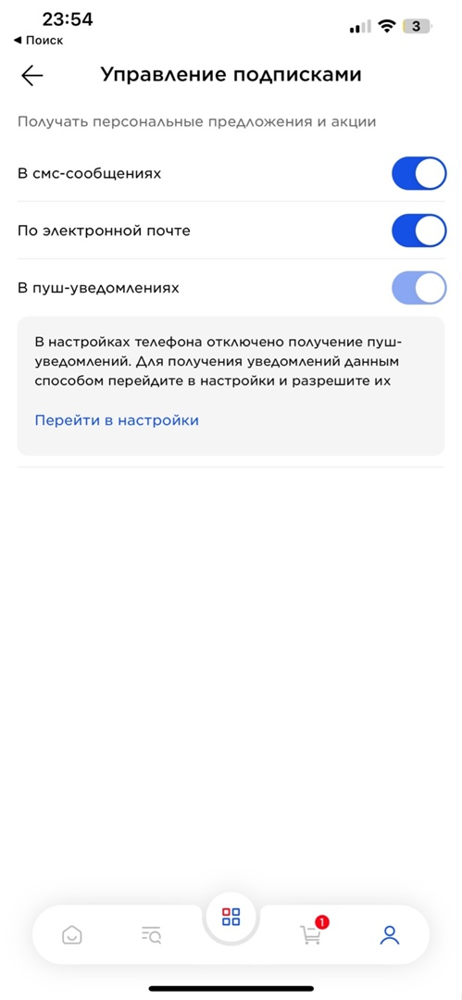 23:54
3
◀ Поиск
Управление подписками
Получать персональные предложения и акции
В смс-сообщениях
По электронной почте
В пуш-уведомлениях
В настройках телефона отключено получение пуш-
уведомлений. Для получения уведомлений данным
способом перейдите в настройки и разрешите их
Перейти в настройки
1